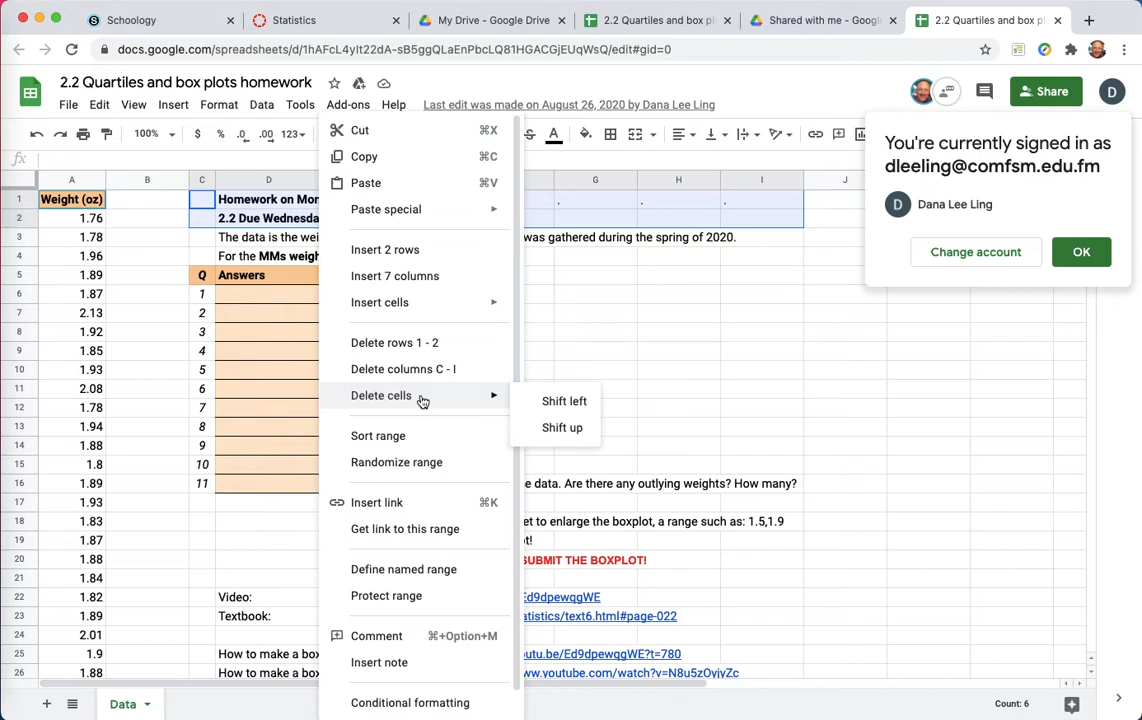 Schoology
Statistics
My Drive - Google Drive
2.2 Quartiles and box pl
Shared with me - Google
2.2 Quartiles and box pl
docs.google.com/spreadsheets/d/1hAFcL4yIt22dA-sB5ggQLaEnPbcLQ81HGACGjEUqWsQ/edit#gid=0
2.2 Quartiles and box plots homework
File Edit View Insert Format Data Tools Add-ons Help Last edit was made on August 26, 2020 by Dana Lee Ling
Share
D
100% $ % .0 .00 123
You're currently signed in as
dleeling@comfsm.edu.fm
D Dana Lee Ling
Change account OK
fx
A B C D G H I J
1 Weight (oz) Homework on Mon . . .
2 1.76 2.2 Due Wednesda
3 1.78 The data is the wei was gathered during the spring of 2020.
4 1.96 For the MMs weigh
5 1.89 Q Answers
6 1.87 1
7 2.13 2
8 1.92 3
9 1.85 4
10 1.93 5
11 2.08 6
12 1.78 7
13 1.94 8
14 1.88 9
15 1.8 10
16 1.89 11 e data. Are there any outlying weights? How many?
17 1.93
18 1.83 et to enlarge the boxplot, a range such as: 1.5,1.9
19 1.87 ot!
20 1.88 SUBMIT THE BOXPLOT!
21 1.84
22 1.82 Video: Ed9dpewqgWE
23 1.89 Textbook: atistics/text6.html#page-022
24 2.01
25 1.9 How to make a box utu.be/Ed9dpewqgWE?t=780
26 1.88 How to make a box ww.youtube.com/watch?v=N8u5zOyjyZc
Cut ⌘X
Copy ⌘C
Paste ⌘V
Paste special
Insert 2 rows
Insert 7 columns
Insert cells
Delete rows 1 - 2
Delete columns C - I
Delete cells
Shift left
Shift up
Sort range
Randomize range
Insert link ⌘K
Get link to this range
Define named range
Protect range
Comment ⌘+Option+M
Insert note
Conditional formatting
Data
Count: 6